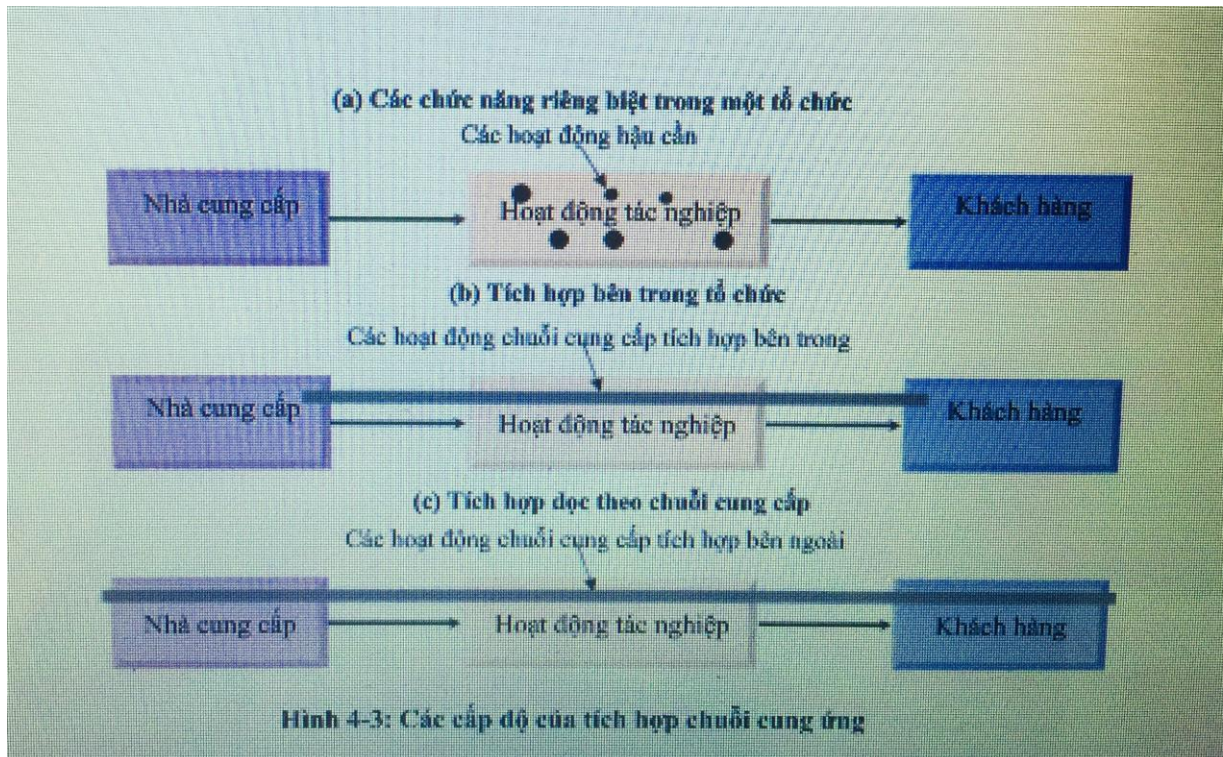 (a) Các chức năng riêng biệt trong một tổ chức
Các hoạt động hậu cần
Nhà cung cấp
Hoạt động tác nghiệp
Khách hàng
(b) Tích hợp bên trong tổ chức
Các hoạt động chuỗi cung cấp tích hợp bên trong
Nhà cung cấp
Hoạt động tác nghiệp
Khách hàng
(c) Tích hợp dọc theo chuỗi cung cấp
Các hoạt động chuỗi cung cấp tích hợp bên ngoài
Nhà cung cấp
Hoạt động tác nghiệp
Khách hàng
Hình 4-3: Các cấp độ của tích hợp chuỗi cung ứng